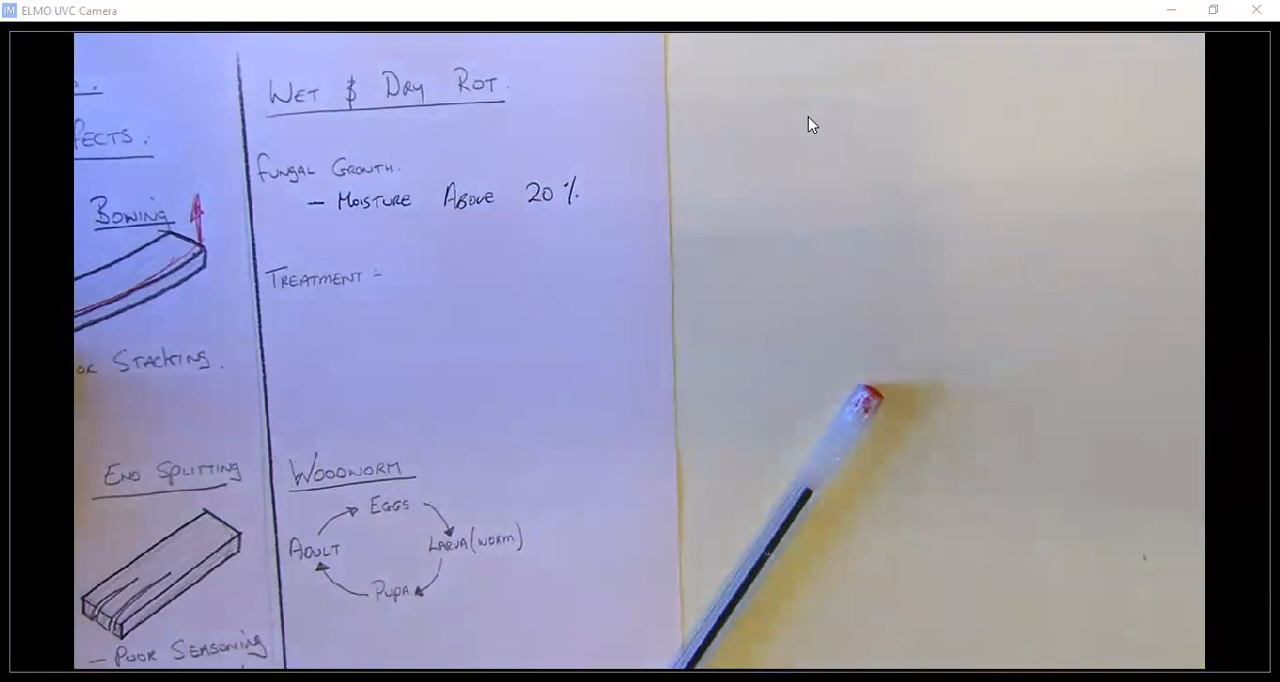 ELMO UVC Camera
FECTS.
BOWING
STACKING.
END SPLITTING
- POOR SEASONING
WET & DRY ROT.
FUNGAL GROWTH.
- MOISTURE ABOVE 20%
TREATMENT -
WOODWORM
EGGS
ADULT
LARVA (WORM)
PUPA